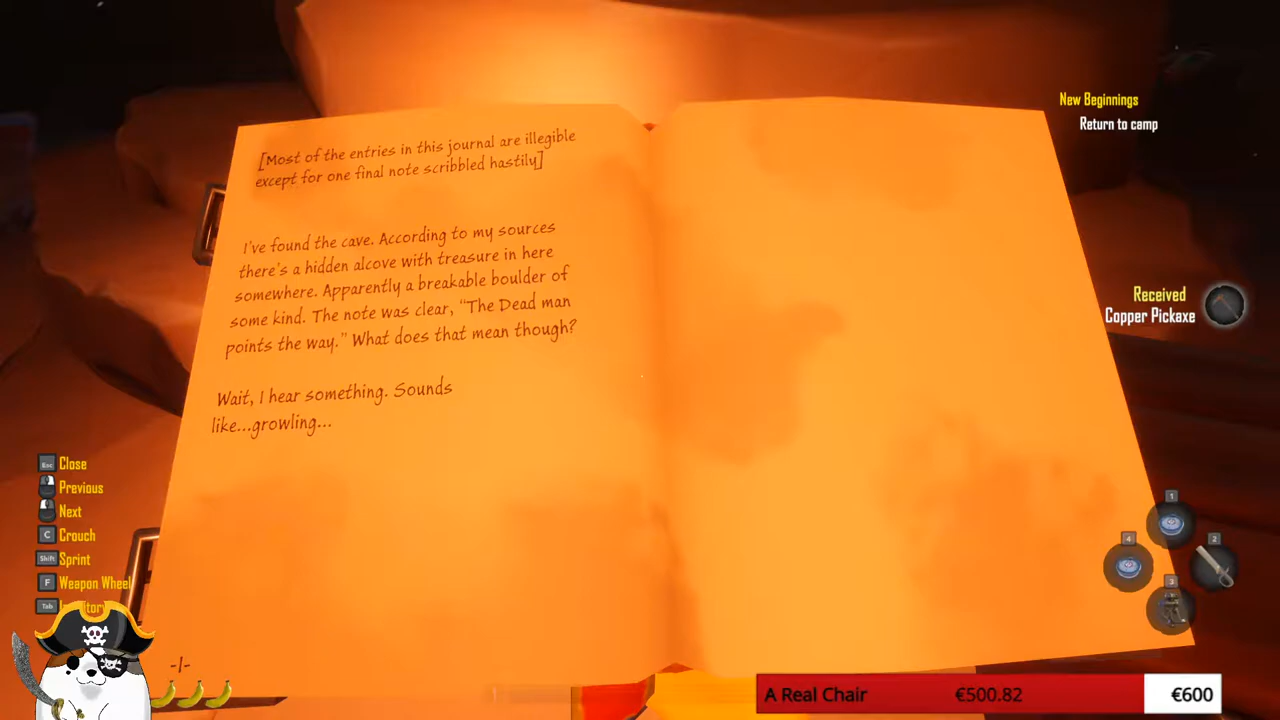 [Most of the entries in this journal are illegible
except for one final note scribbled hastily]
I've found the cave. According to my sources
there's a hidden alcove with treasure in here
somewhere. Apparently a breakable boulder of
some kind. The note was clear, "The Dead man
points the way." What does that mean though?
Wait, I hear something. Sounds
like...growling...
-1-
New Beginnings
Return to camp
Received
Copper Pickaxe
Esc Close
Previous
Next
C Crouch
Shift Sprint
F Weapon Wheel
Tab
1
2
3
4
A Real Chair €500.82 €600